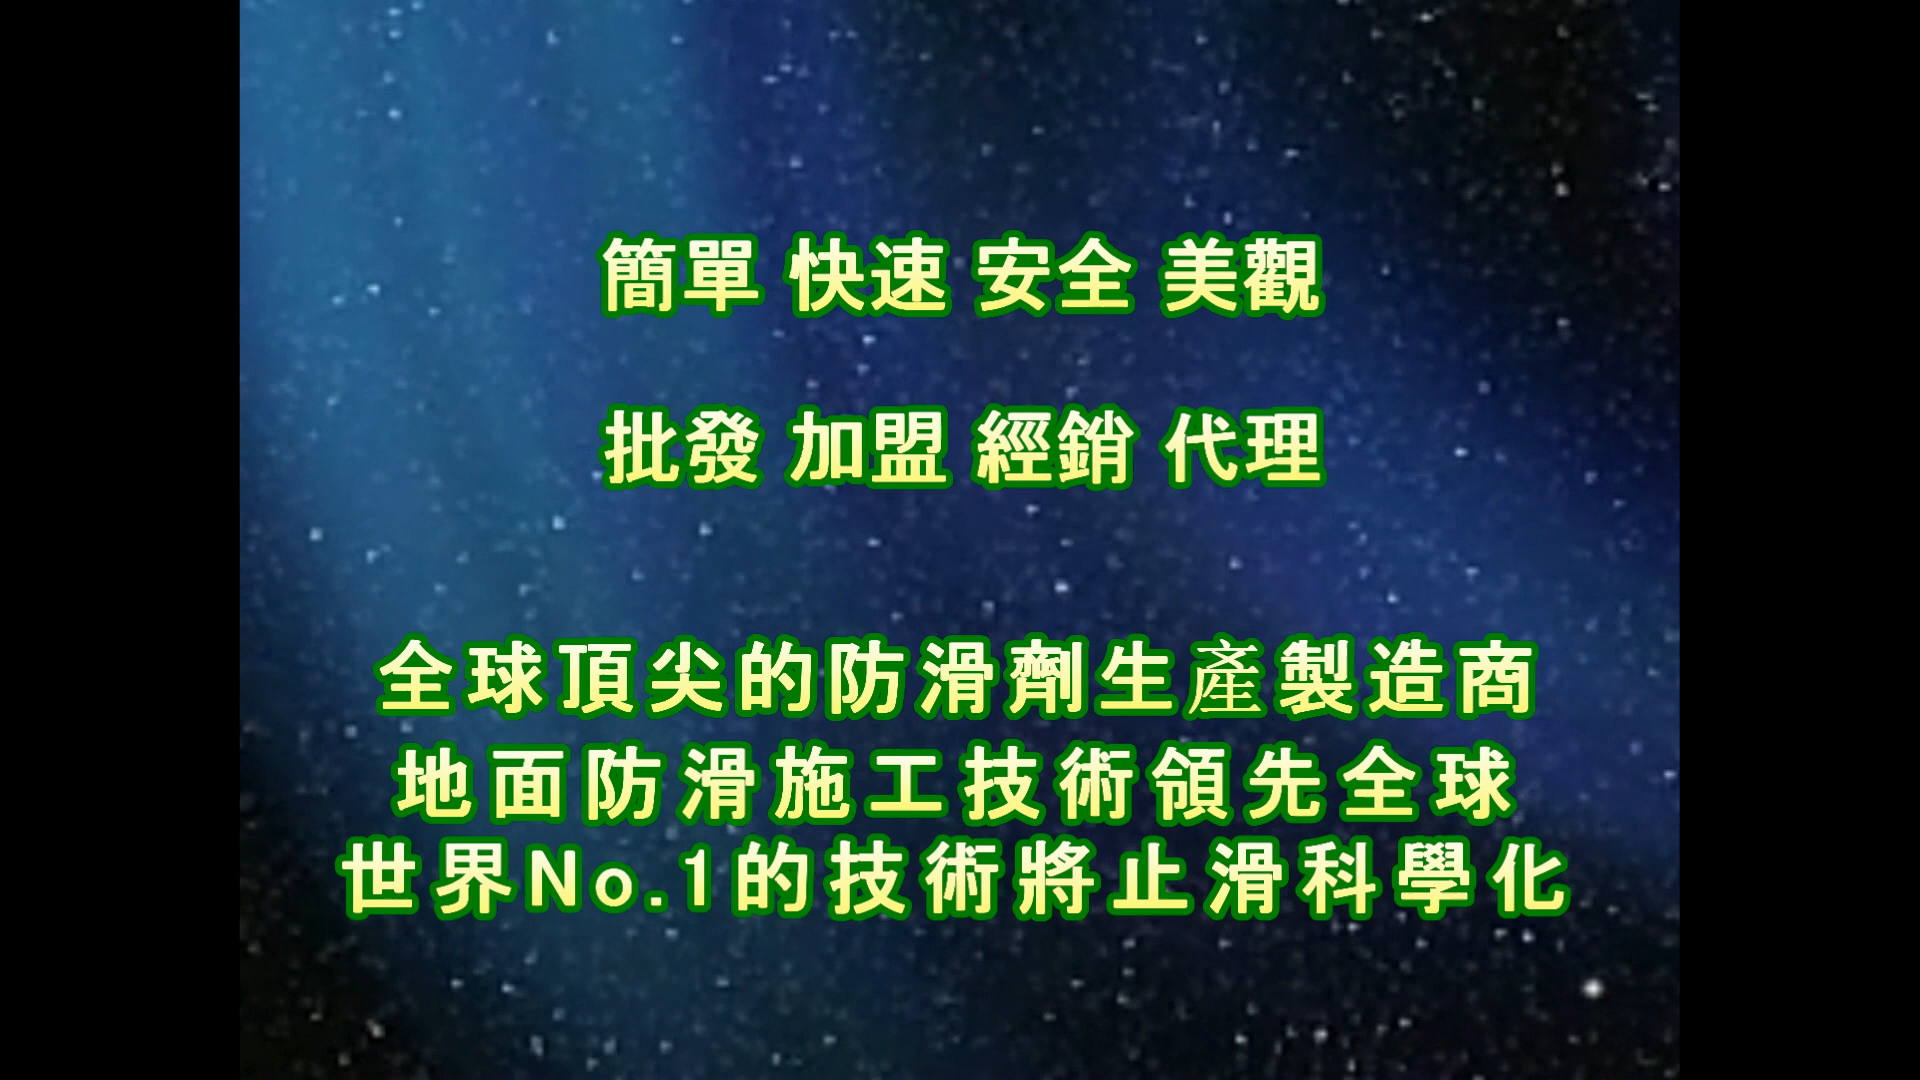 簡單 快速 安全 美觀
批發 加盟 經銷 代理
全球頂尖的防滑劑生產製造商
地面防滑施工技術領先全球
世界No.1的技術將止滑科學化